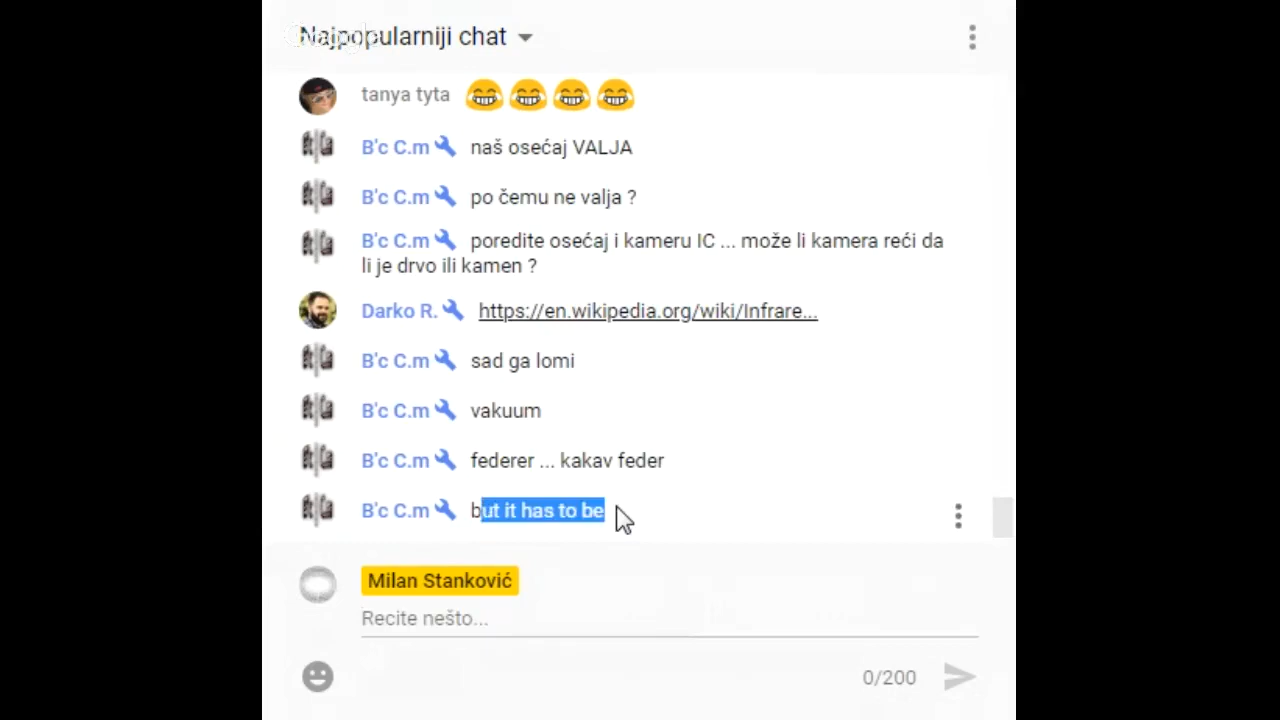 Najpopularniji chat
tanya tyta 😂😂😂😂
B'c C.m naš osećaj VALJA
B'c C.m po čemu ne valja ?
B'c C.m poredite osećaj i kameru IC ... može li kamera reći da
li je drvo ili kamen ?
Darko R. https://en.wikipedia.org/wiki/Infrare...
B'c C.m sad ga lomi
B'c C.m vakuum
B'c C.m federer ... kakav feder
B'c C.m but it has to be
Milan Stanković
Recite nešto...
0/200